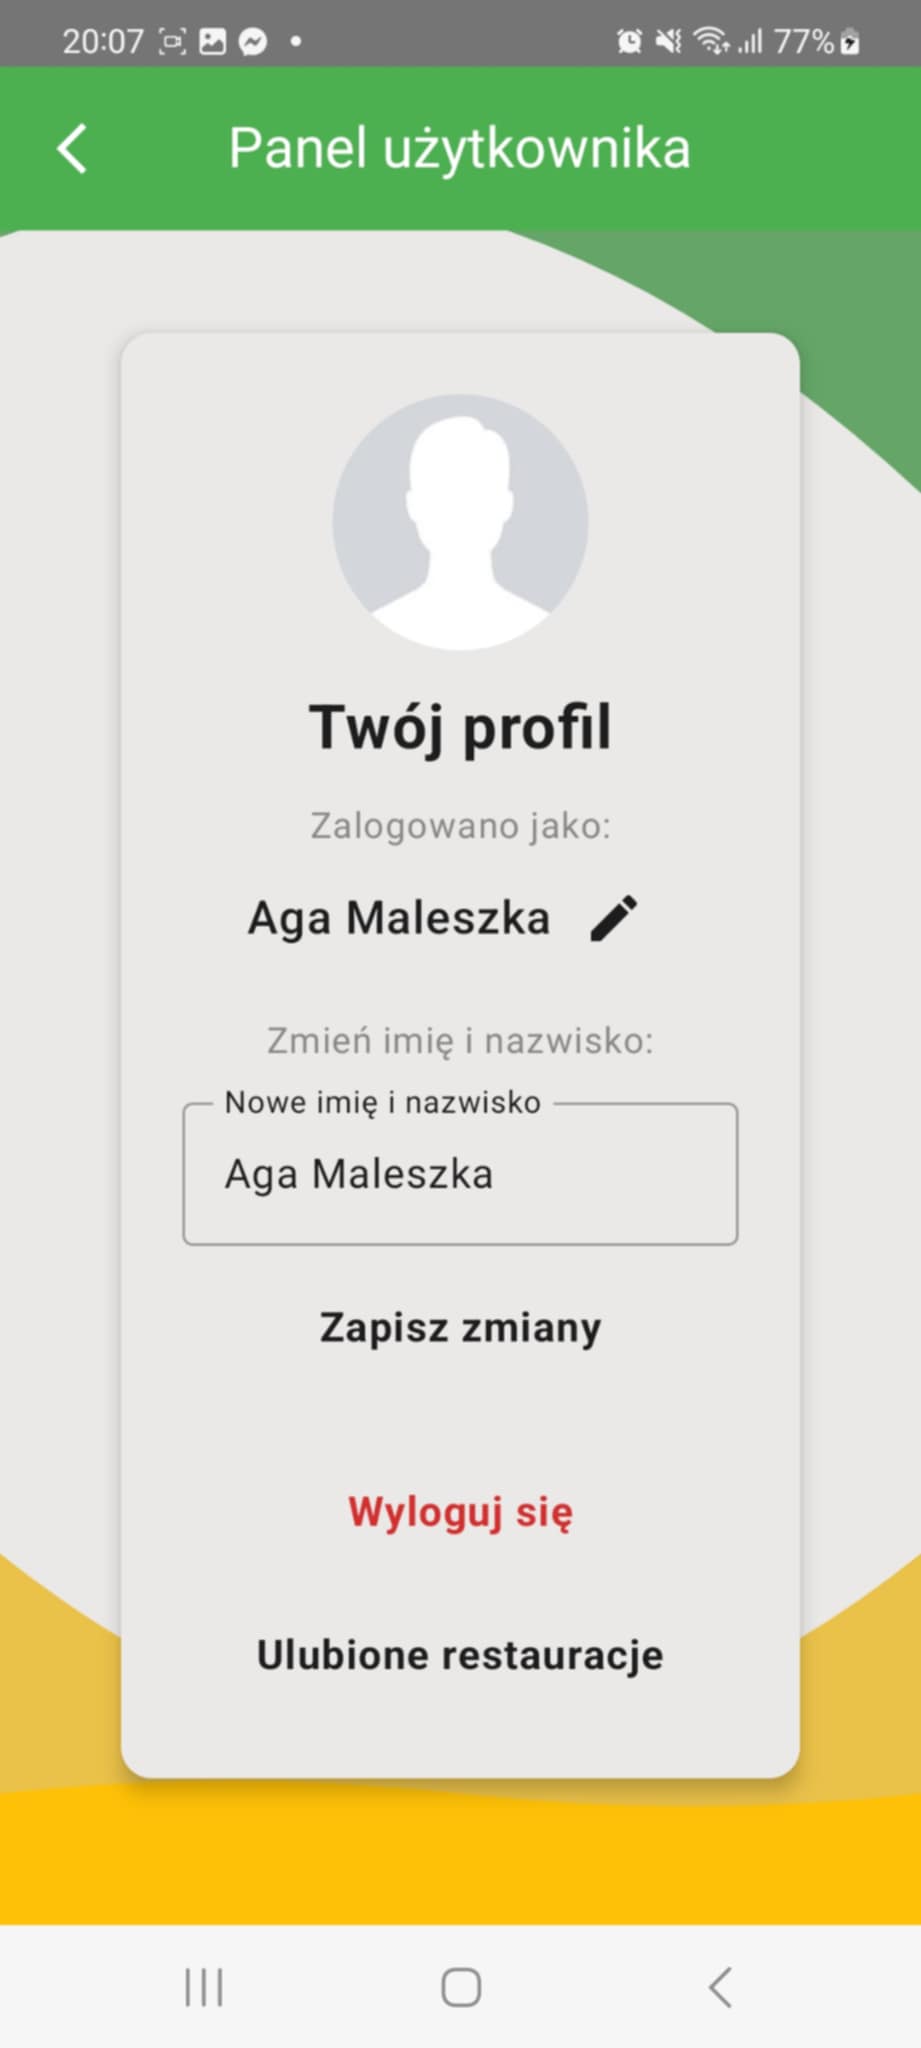 20:07 77%
Panel użytkownika
Twój profil
Zalogowano jako:
Aga Maleszka
Zmień imię i nazwisko:
Nowe imię i nazwisko
Aga Maleszka
Zapisz zmiany
Wyloguj się
Ulubione restauracje